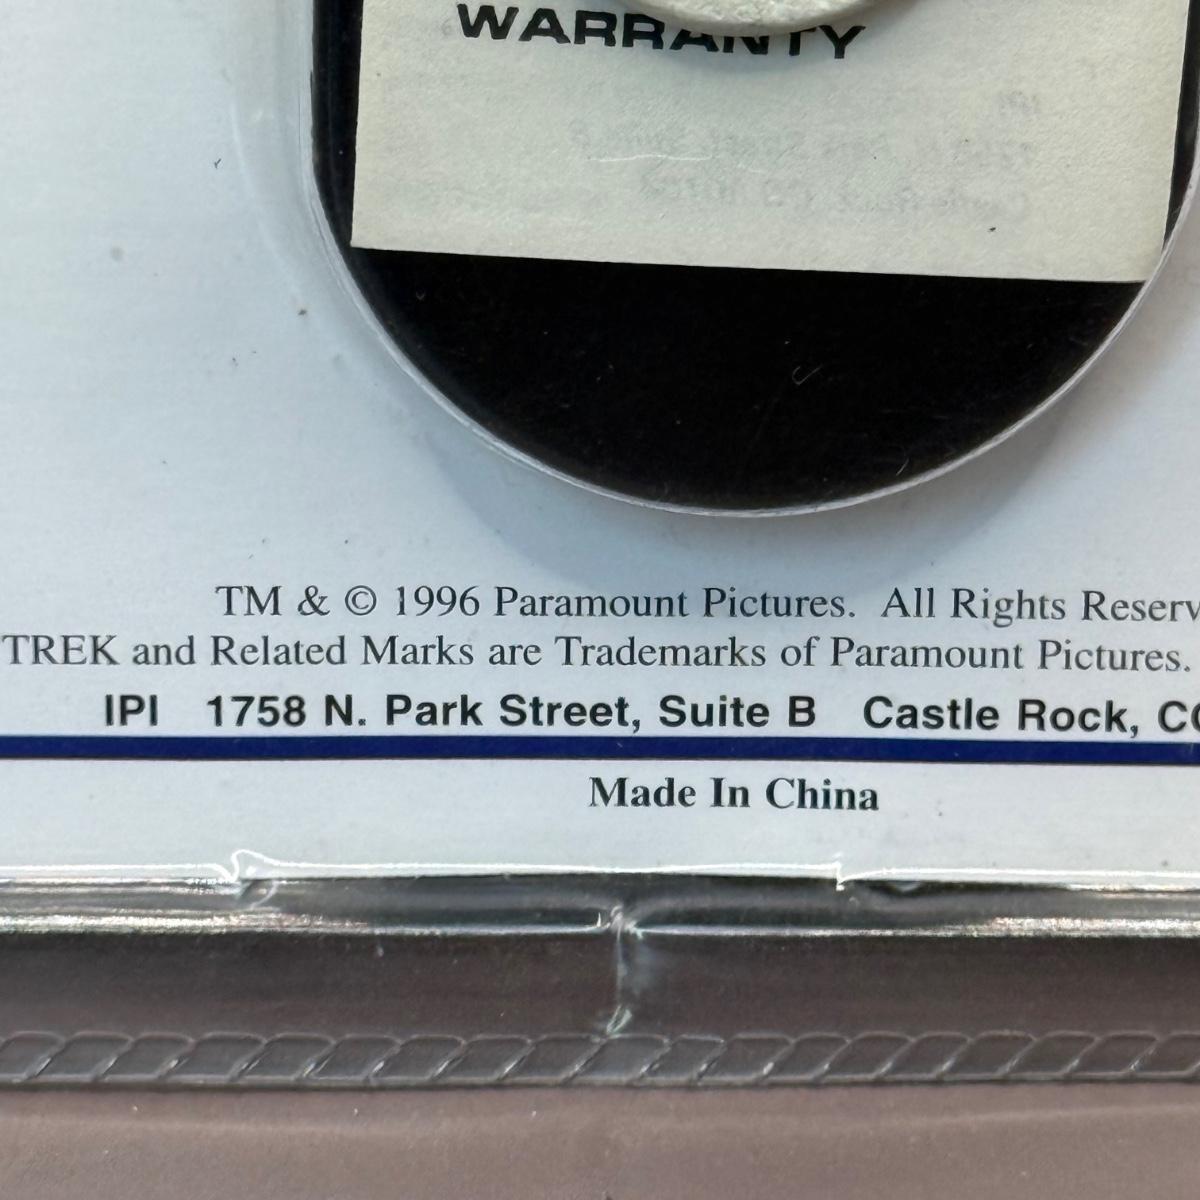 WARRANTY
TM & © 1996 Paramount Pictures. All Rights Reserv
TREK and Related Marks are Trademarks of Paramount Pictures.
IPI 1758 N. Park Street, Suite B Castle Rock, CO
Made In China